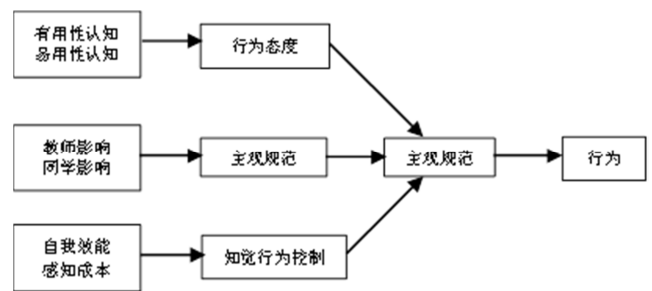 有用性认知
易用性认知
行为态度
教师影响
同学影响
主观规范
主观规范
行为
自我效能
感知成本
知觉行为控制